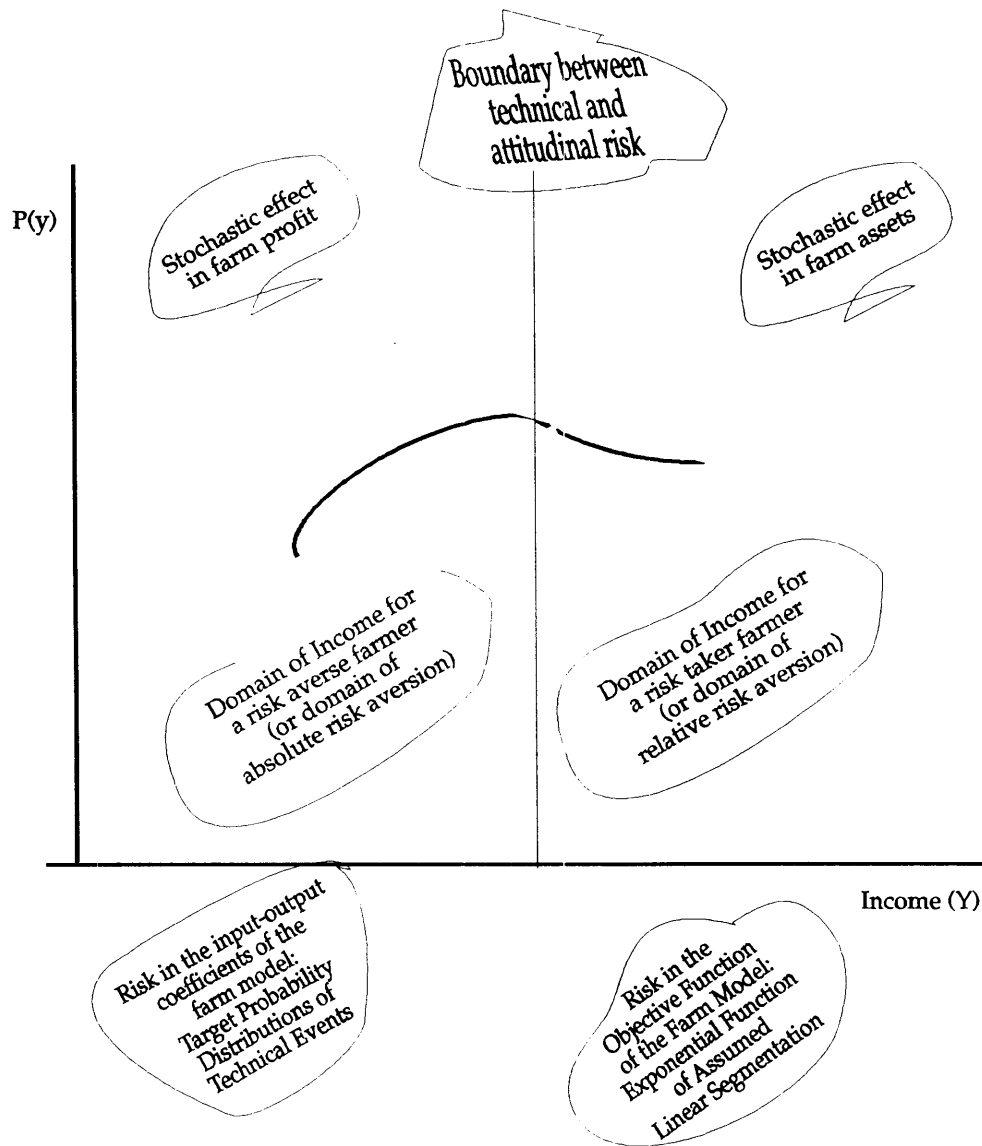 Boundary between
technical and
attitudinal risk
P(y)
Stochastic effect
in farm profit
Stochastic effect
in farm assets
Domain of Income for
a risk averse farmer
(or domain of
absolute risk aversion)
Domain of Income for
a risk taker farmer
(or domain of
relative risk aversion)
Income (Y)
Risk in the input-output
coefficients of the
farm model:
Target Probability
Distributions of
Technical Events
Risk in the
Objective Function
of the Farm Model:
Exponential Function
of Assumed
Linear Segmentation